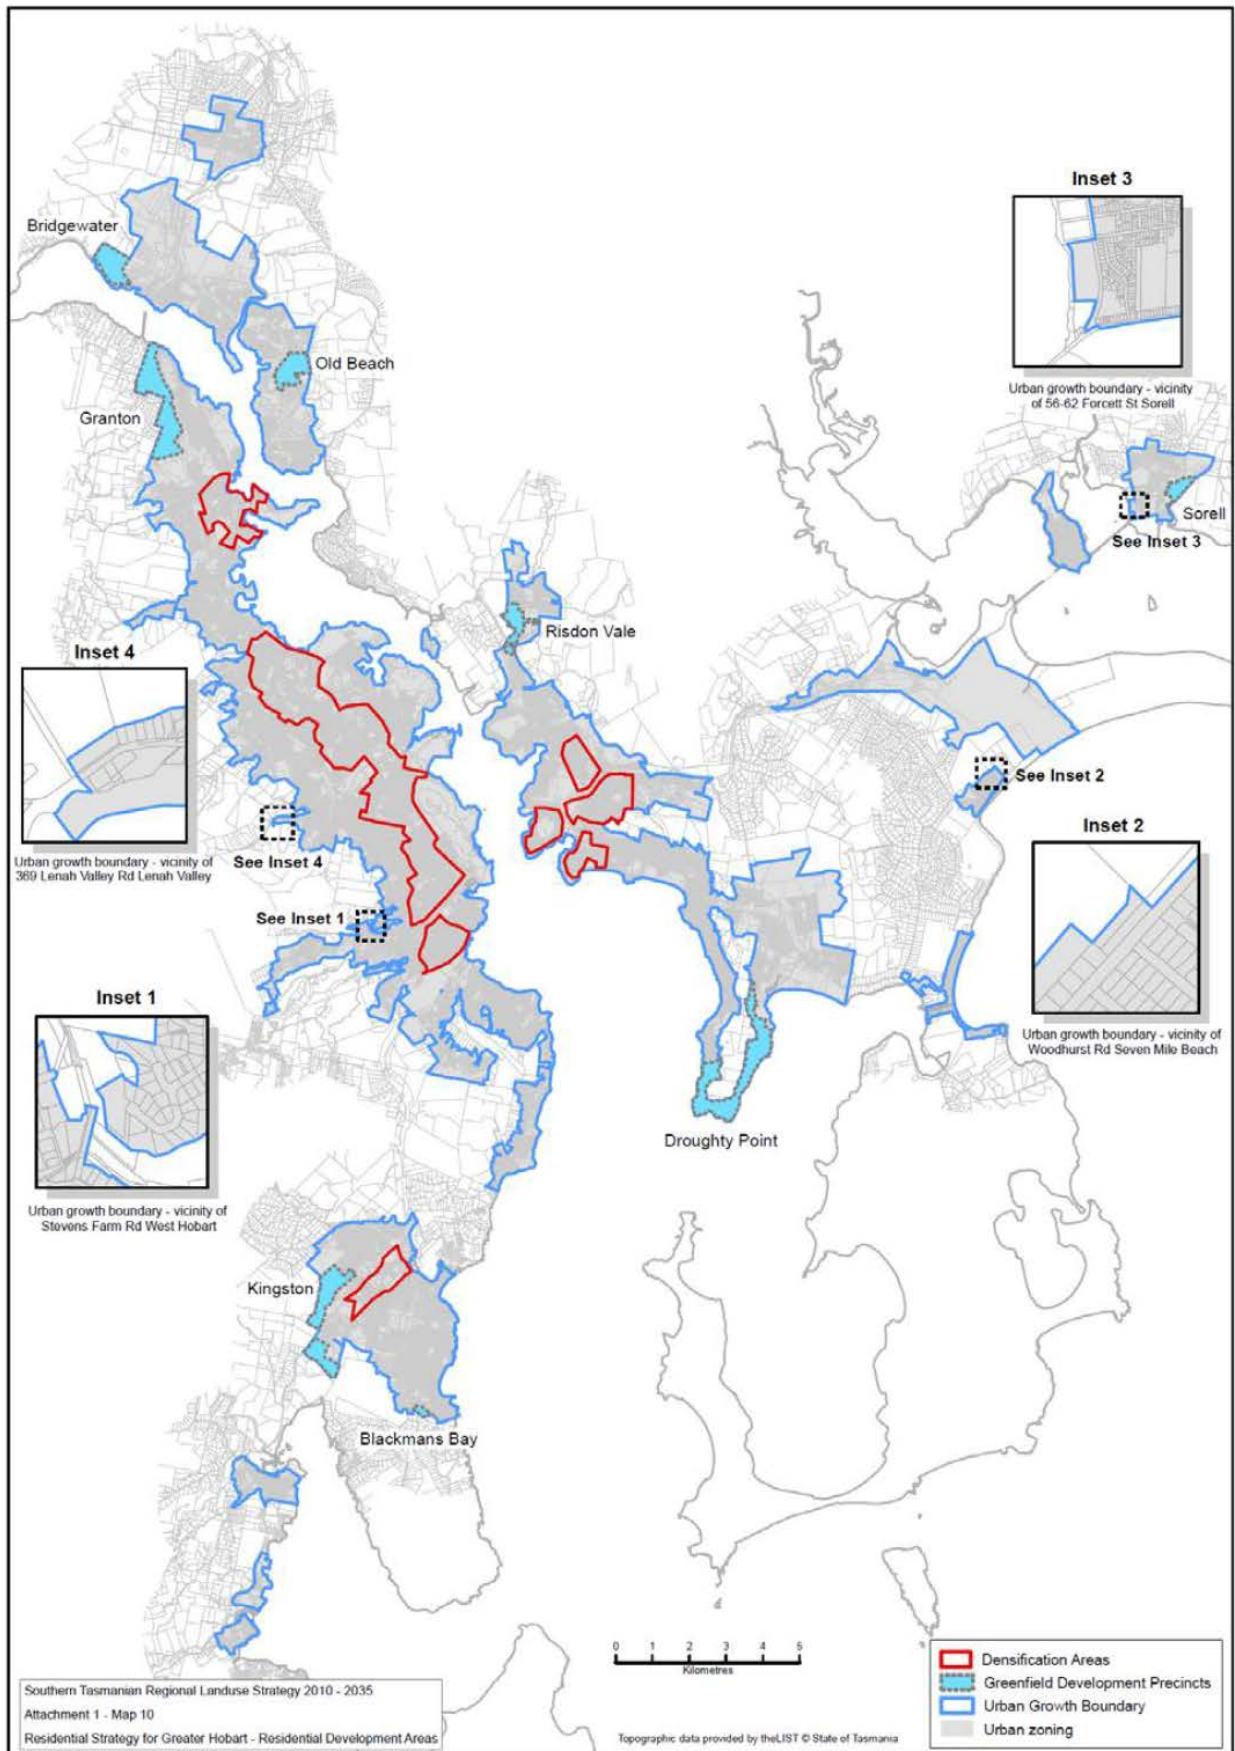 Inset 3
Bridgewater
Urban growth boundary - vicinity
of 56-62 Forcett St Sorell
Old Beach
Granton
Sorell
See Inset 3
Risdon Vale
Inset 4
See Inset 2
Inset 2
Urban growth boundary - vicinity of
369 Lenah Valley Rd Lenah Valley
See Inset 4
See Inset 1
Inset 1
Urban growth boundary - vicinity of
Woodhurst Rd Seven Mile Beach
Droughty Point
Urban growth boundary - vicinity of
Stevens Farm Rd West Hobart
Kingston
Blackmans Bay
0 1 2 3 4 5
Kilometres
Densification Areas
Greenfield Development Precincts
Urban Growth Boundary
Urban zoning
Southern Tasmanian Regional Landuse Strategy 2010 - 2035
Attachment 1 - Map 10
Residential Strategy for Greater Hobart - Residential Development Areas
Topographic data provided by theLIST © State of Tasmania